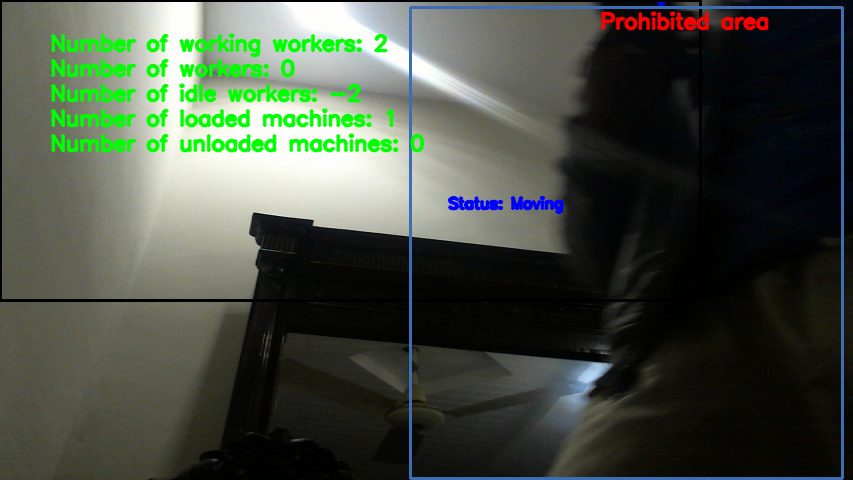 Prohibited area
Number of working workers: 2
Number of workers: 0
Number of idle workers: -2
Number of loaded machines: 1
Number of unloaded machines: 0
Status: Moving